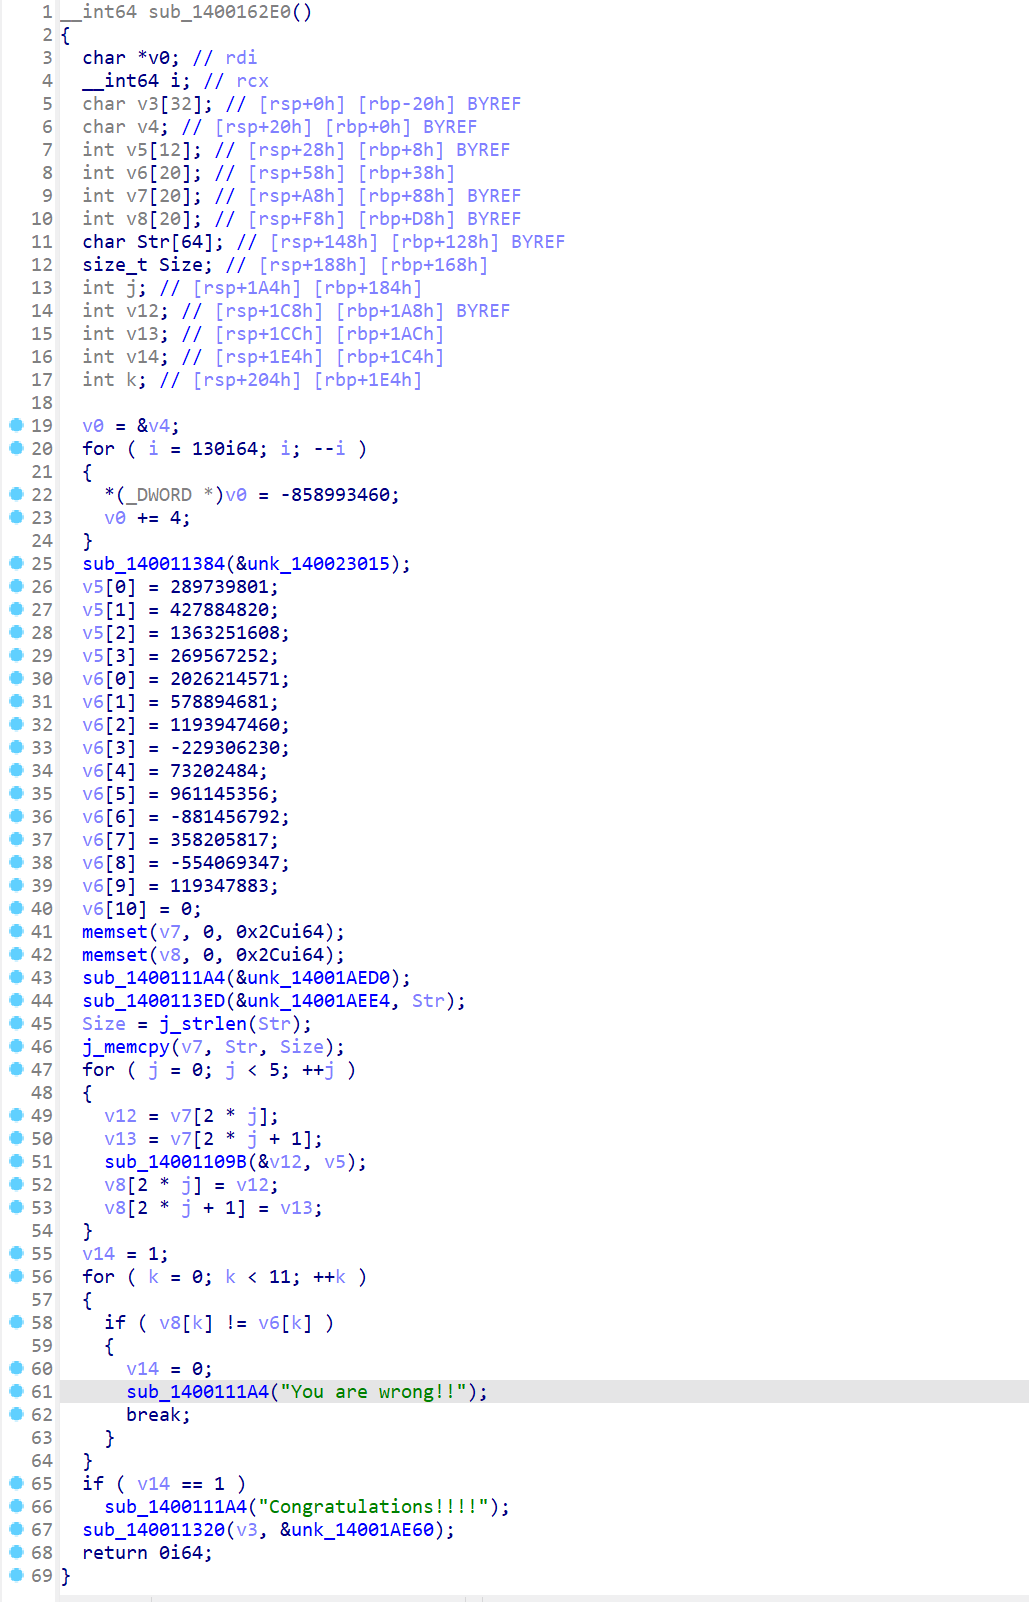 1 __int64 sub_1400162E0()
2 {
3 char *v0; // rdi
4 __int64 i; // rcx
5 char v3[32]; // [rsp+0h] [rbp-20h] BYREF
6 char v4; // [rsp+20h] [rbp+0h] BYREF
7 int v5[12]; // [rsp+28h] [rbp+8h] BYREF
8 int v6[20]; // [rsp+58h] [rbp+38h]
9 int v7[20]; // [rsp+A8h] [rbp+88h] BYREF
10 int v8[20]; // [rsp+F8h] [rbp+D8h] BYREF
11 char Str[64]; // [rsp+148h] [rbp+128h] BYREF
12 size_t Size; // [rsp+188h] [rbp+168h]
13 int j; // [rsp+1A4h] [rbp+184h]
14 int v12; // [rsp+1C8h] [rbp+1A8h] BYREF
15 int v13; // [rsp+1CCh] [rbp+1ACh]
16 int v14; // [rsp+1E4h] [rbp+1C4h]
17 int k; // [rsp+204h] [rbp+1E4h]
18
19 v0 = &v4;
20 for ( i = 130i64; i; --i )
21 {
22 *(_DWORD *)v0 = -858993460;
23 v0 += 4;
24 }
25 sub_140011384(&unk_140023015);
26 v5[0] = 289739801;
27 v5[1] = 427884820;
28 v5[2] = 1363251608;
29 v5[3] = 269567252;
30 v6[0] = 2026214571;
31 v6[1] = 578894681;
32 v6[2] = 1193947460;
33 v6[3] = -229306230;
34 v6[4] = 73202484;
35 v6[5] = 961145356;
36 v6[6] = -881456792;
37 v6[7] = 358205817;
38 v6[8] = -554069347;
39 v6[9] = 119347883;
40 v6[10] = 0;
41 memset(v7, 0, 0x2Cui64);
42 memset(v8, 0, 0x2Cui64);
43 sub_1400111A4(&unk_14001AED0);
44 sub_1400113ED(&unk_14001AEE4, Str);
45 Size = j_strlen(Str);
46 j_memcpy(v7, Str, Size);
47 for ( j = 0; j < 5; ++j )
48 {
49 v12 = v7[2 * j];
50 v13 = v7[2 * j + 1];
51 sub_14001109B(&v12, v5);
52 v8[2 * j] = v12;
53 v8[2 * j + 1] = v13;
54 }
55 v14 = 1;
56 for ( k = 0; k < 11; ++k )
57 {
58 if ( v8[k] != v6[k] )
59 {
60 v14 = 0;
61 sub_1400111A4("You are wrong!!");
62 break;
63 }
64 }
65 if ( v14 == 1 )
66 sub_1400111A4("Congratulations!!!!");
67 sub_140011320(v3, &unk_14001AE60);
68 return 0i64;
69 }